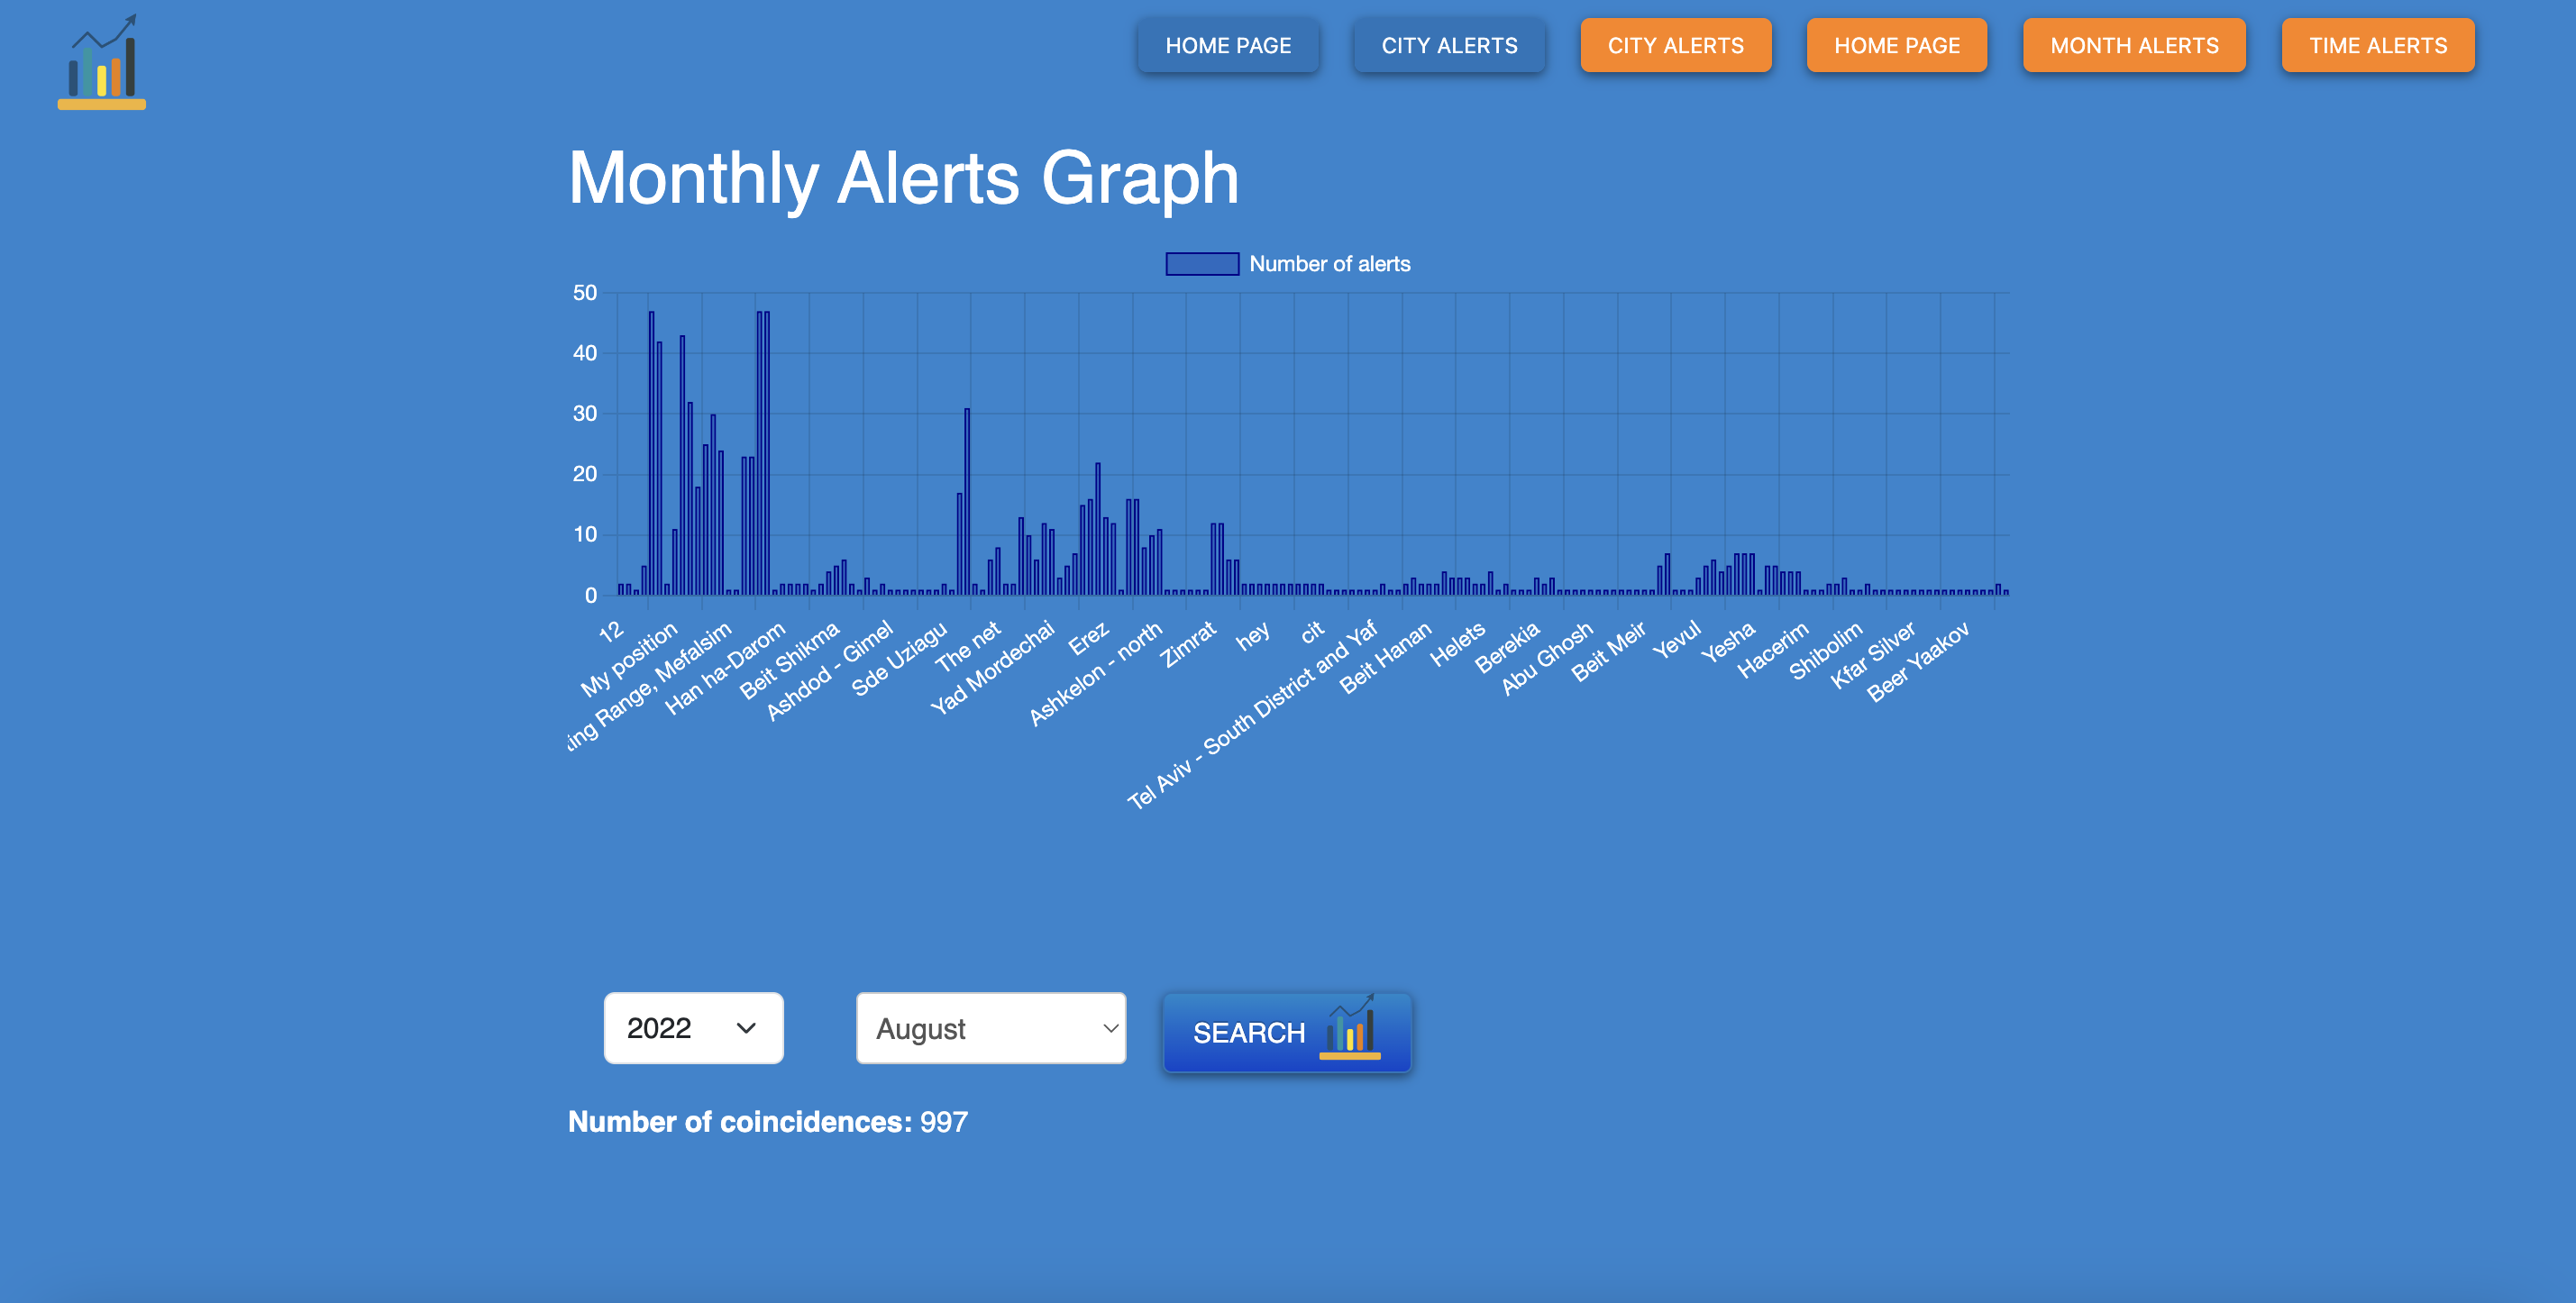 HOME PAGE CITY ALERTS CITY ALERTS HOME PAGE MONTH ALERTS TIME ALERTS
Monthly Alerts Graph
Number of alerts
50
40
30
20
10
0
12
My position
ting Range, Mefalsim
Han ha-Darom
Beit Shikma
Ashdod - Gimel
Sde Uziagu
The net
Yad Mordechai
Erez
Ashkelon - north
Zimrat
hey
cit
Tel Aviv - South District and Yaf
Beit Hanan
Helets
Berekia
Abu Ghosh
Beit Meir
Yevul
Yesha
Hacerim
Shibolim
Kfar Silver
Beer Yaakov
2022 August SEARCH
Number of coincidences: 997